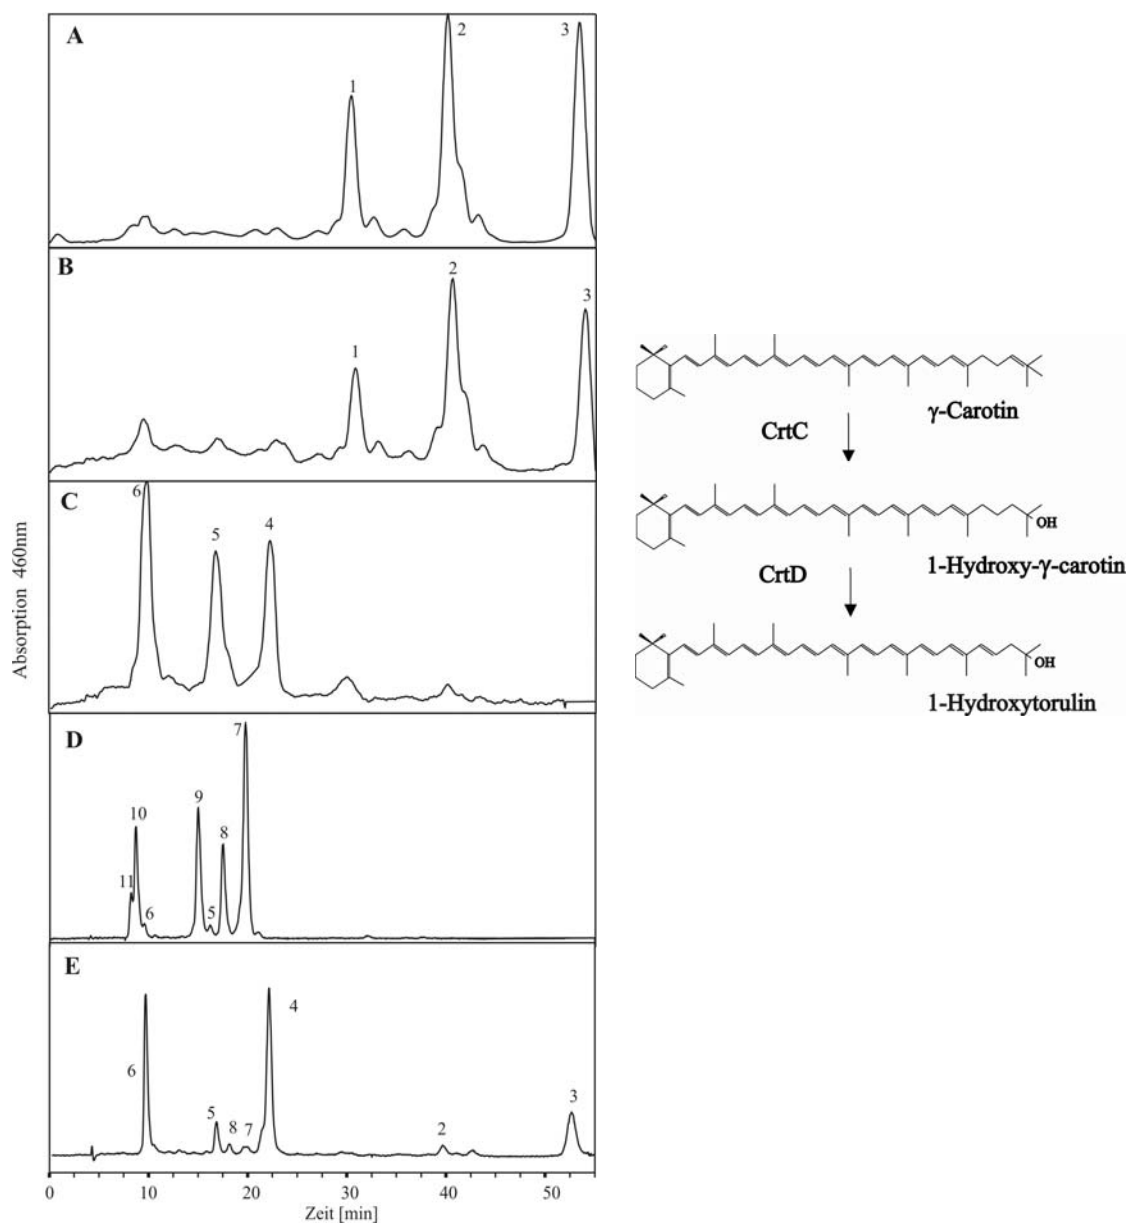 A
1
2
3
B
1
2
3
C
6
5
4
D
7
9
10
8
11
6
5
E
4
6
5
8
7
2
3
0
10
20
30
40
50
Zeit [min]
Absorption 460nm
γ-Carotin
CrtC
OH
1-Hydroxy-γ-carotin
CrtD
OH
1-Hydroxytorulin